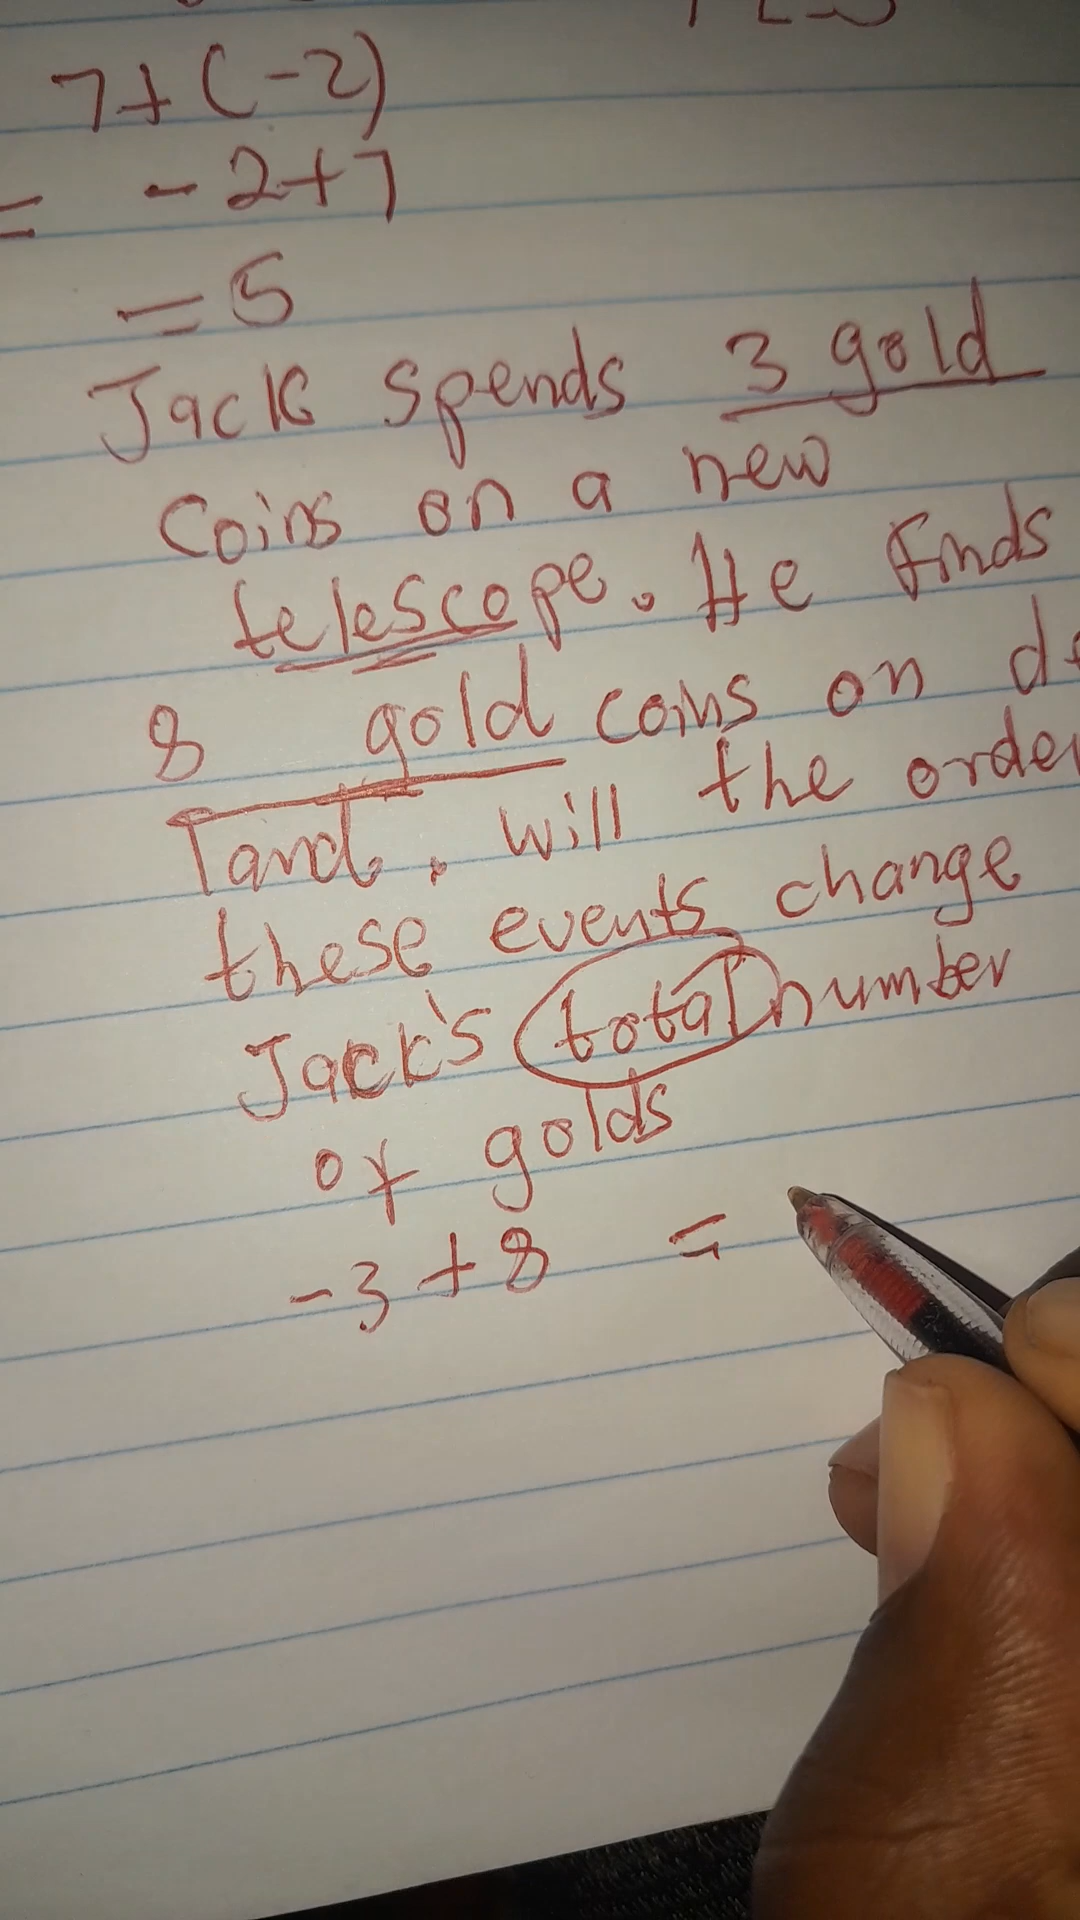 7+(-2)
= -2+7
=5
Jack spends 3 gold
Coins on a new
telescope. He finds
8 gold coins on
land. will the
these events change
Jack's total number
of golds
-3+8 =